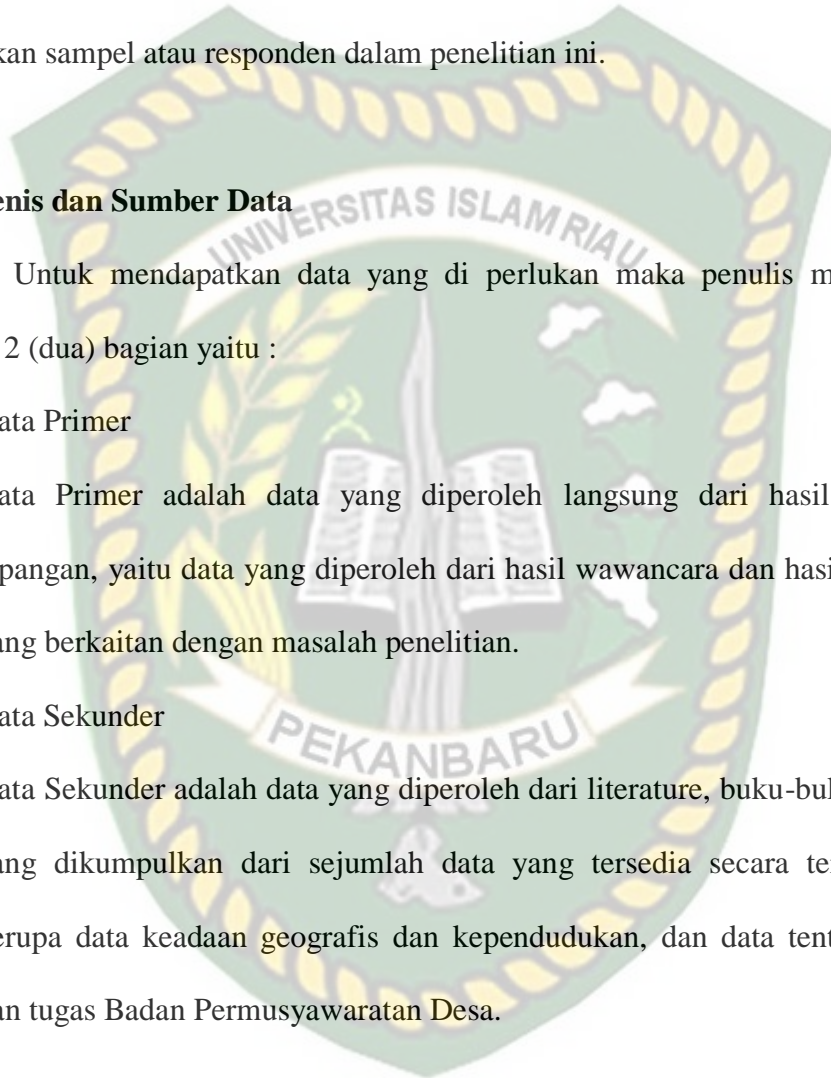 kan sampel atau responden dalam penelitian ini.
enis dan Sumber Data
UNIVERSITAS ISLAM RIAU
Untuk mendapatkan data yang di perlukan maka penulis m
2 (dua) bagian yaitu :
ata Primer
ata Primer adalah data yang diperoleh langsung dari hasil
pangan, yaitu data yang diperoleh dari hasil wawancara dan hasi
ang berkaitan dengan masalah penelitian.
ata Sekunder
PEKANBARU
ata Sekunder adalah data yang diperoleh dari literature, buku-bu
ang dikumpulkan dari sejumlah data yang tersedia secara te
erupa data keadaan geografis dan kependudukan, dan data tent
an tugas Badan Permusyawaratan Desa.